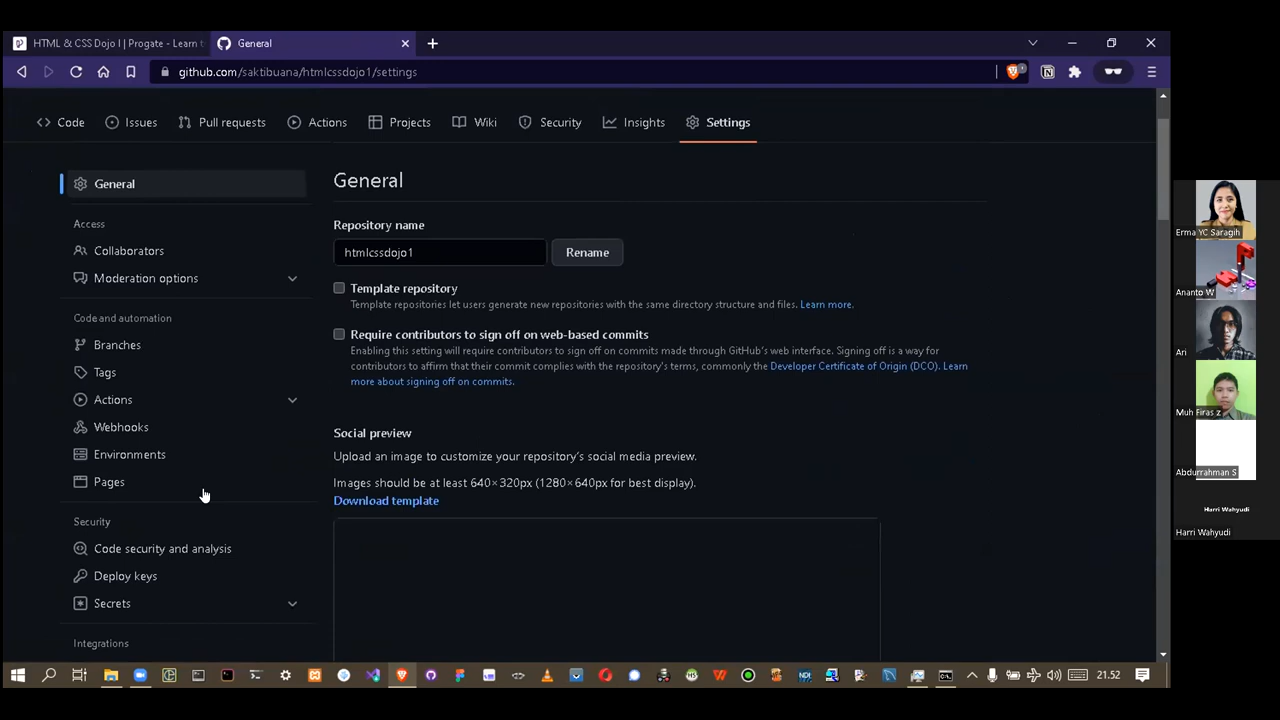 HTML & CSS Dojo I | Progate - Learn t
General
github.com/saktibuana/htmlcssdojo1/settings
Code
Issues
Pull requests
Actions
Projects
Wiki
Security
Insights
Settings
General
Access
Collaborators
Moderation options
Code and automation
Branches
Tags
Actions
Webhooks
Environments
Pages
Security
Code security and analysis
Deploy keys
Secrets
Integrations
General
Repository name
htmlcssdojo1
Rename
Template repository
Template repositories let users generate new repositories with the same directory structure and files. Learn more.
Require contributors to sign off on web-based commits
Enabling this setting will require contributors to sign off on commits made through GitHub's web interface. Signing off is a way for
contributors to affirm that their commit complies with the repository's terms, commonly the Developer Certificate of Origin (DCO). Learn
more about signing off on commits.
Social preview
Upload an image to customize your repository's social media preview.
Images should be at least 640×320px (1280×640px for best display).
Download template
Erma YC Saragih
Ananto W
Ari
Muh Firas z
Abdurrahman S
Harri Wahyudi
Harri Wahyudi
21.52